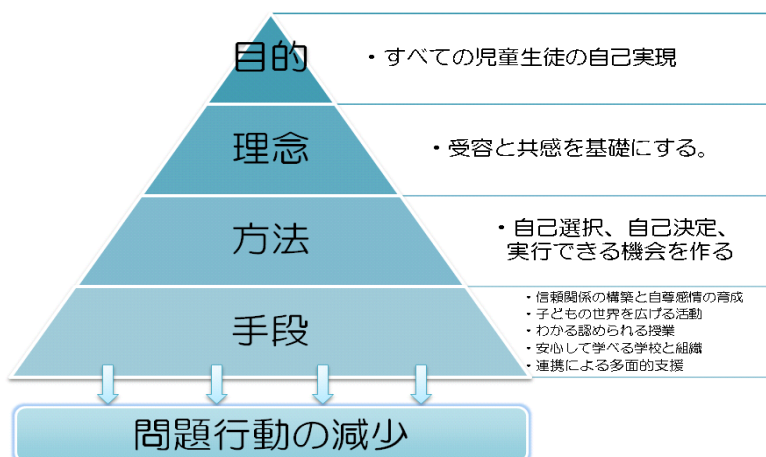 目的
・すべての児童生徒の自己実現
理念
・受容と共感を基礎にする。
方法
・自己選択、自己決定、
実行できる機会を作る
手段
・信頼関係の構築と自尊感情の育成
・子どもの世界を広げる活動
・わかる認められる授業
・安心して学べる学校と組織
・連携による多面的支援
問題行動の減少